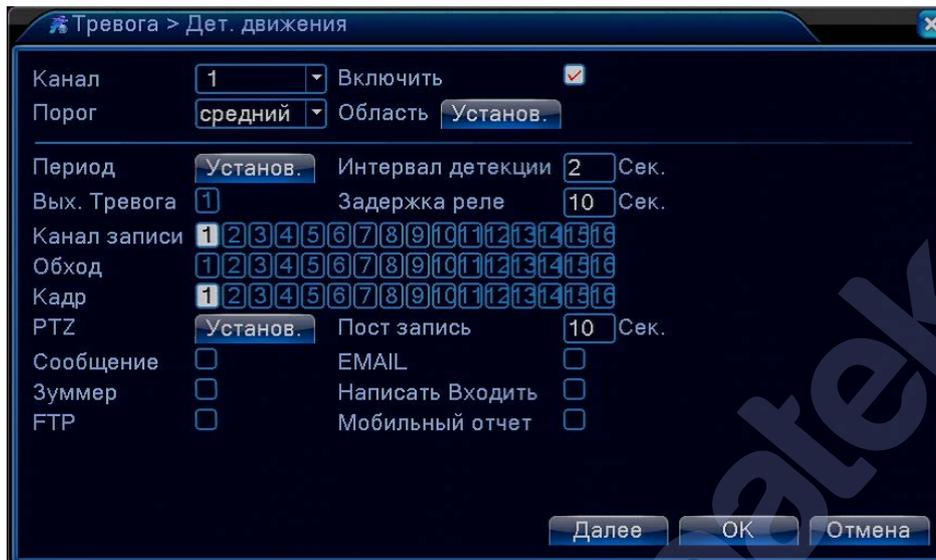 Тревога > Дет. движения
Канал 1 Включить
Порог средний Область Установ.
Период Установ. Интервал детекции 2 Сек.
Вых. Тревога 1 Задержка реле 10 Сек.
Канал записи 1 2 3 4 5 6 7 8 9 10 11 12 13 14 15 16
Обход 1 2 3 4 5 6 7 8 9 10 11 12 13 14 15 16
Кадр 1 2 3 4 5 6 7 8 9 10 11 12 13 14 15 16
PTZ Установ. Пост запись 10 Сек.
Сообщение EMAIL
Зуммер Написать Входить
FTP Мобильный отчет
Далее OK Отмена